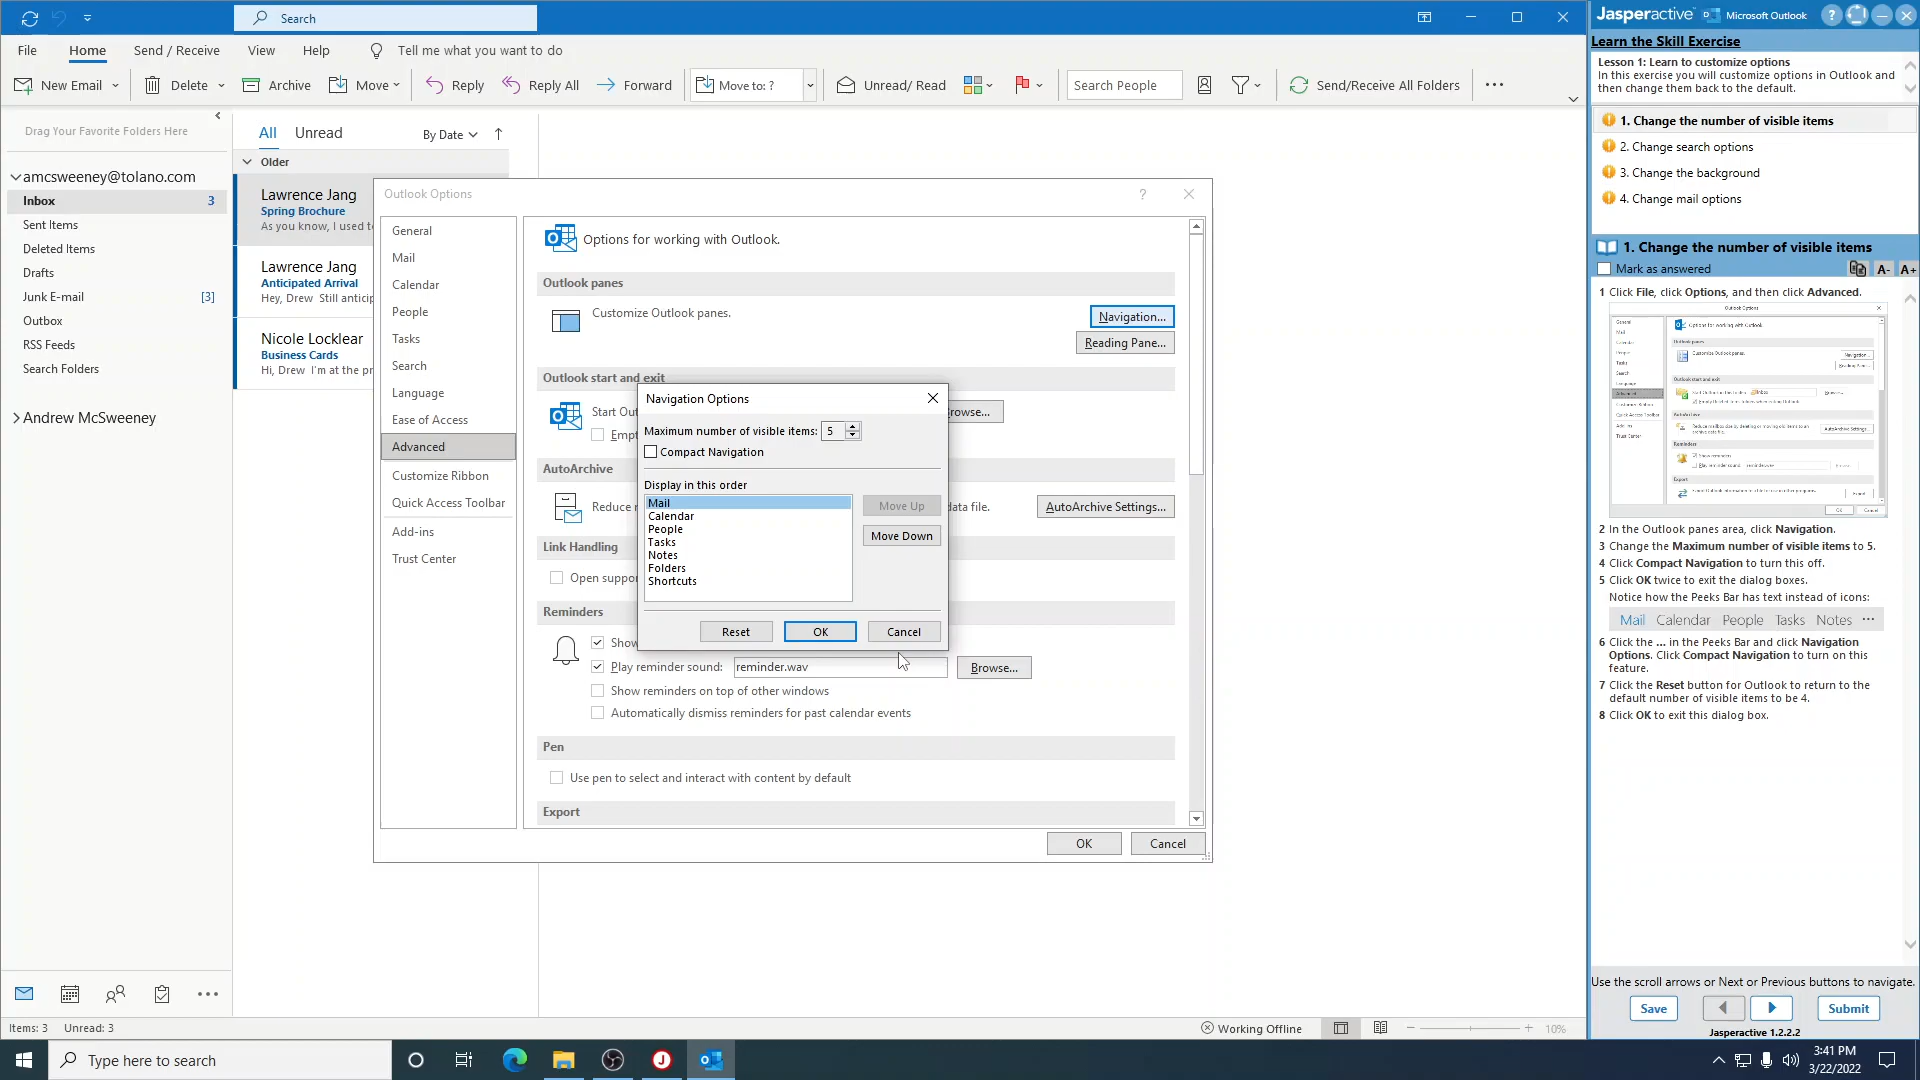 Search
File
Home
Send / Receive
View
Help
Tell me what you want to do
New Email
Delete
Archive
Move
Reply
Reply All
Forward
Move to: ?
Unread/ Read
Search People
Send/Receive All Folders
Drag Your Favorite Folders Here
amcsweeney@tolano.com
Inbox 3
Sent Items
Deleted Items
Drafts
Junk E-mail [3]
Outbox
RSS Feeds
Search Folders
Andrew McSweeney
All
Unread
By Date
Older
Lawrence Jang
Spring Brochure
As you know, I used to
Lawrence Jang
Anticipated Arrival
Hey, Drew Still anticip
Nicole Locklear
Business Cards
Hi, Drew I'm at the pr
Outlook Options
General
Mail
Calendar
People
Tasks
Search
Language
Ease of Access
Advanced
Customize Ribbon
Quick Access Toolbar
Add-ins
Trust Center
Options for working with Outlook.
Outlook panes
Customize Outlook panes.
Navigation...
Reading Pane...
Outlook start and exit
Start Out
rowse...
Empt
AutoArchive
Reduce
data file.
AutoArchive Settings...
Link Handling
Open suppo
Reminders
Show
Play reminder sound:
reminder.wav
Browse...
Show reminders on top of other windows
Automatically dismiss reminders for past calendar events
Pen
Use pen to select and interact with content by default
Export
OK
Cancel
Navigation Options
Maximum number of visible items: 5
Compact Navigation
Display in this order
Mail
Calendar
People
Tasks
Notes
Folders
Shortcuts
Move Up
Move Down
Reset
OK
Cancel
Items: 3
Unread: 3
Working Offline
10%
Type here to search
3:41 PM
3/22/2022
Jasperactive
Microsoft Outlook
Learn the Skill Exercise
Lesson 1: Learn to customize options
In this exercise you will customize options in Outlook and
then change them back to the default.
1. Change the number of visible items
2. Change search options
3. Change the background
4. Change mail options
1. Change the number of visible items
Mark as answered
A-
A+
1 Click File, click Options, and then click Advanced.
2 In the Outlook panes area, click Navigation.
3 Change the Maximum number of visible items to 5.
4 Click Compact Navigation to turn this off.
5 Click OK twice to exit the dialog boxes.
Notice how the Peeks Bar has text instead of icons:
Mail Calendar People Tasks Notes ···
6 Click the ... in the Peeks Bar and click Navigation
Options. Click Compact Navigation to turn on this
feature.
7 Click the Reset button for Outlook to return to the
default number of visible items to be 4.
8 Click OK to exit this dialog box.
Use the scroll arrows or Next or Previous buttons to navigate.
Save
Submit
Jasperactive 1.2.2.2